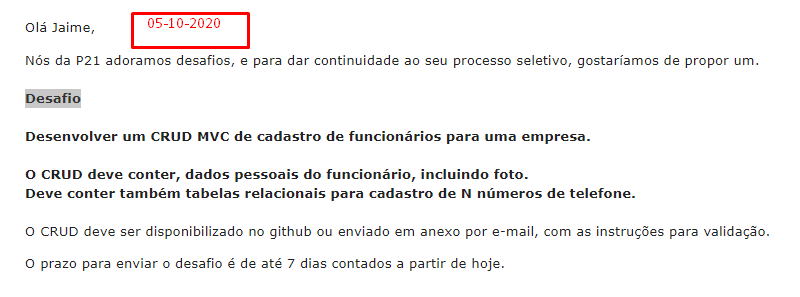 Olá Jaime,
05-10-2020
Nós da P21 adoramos desafios, e para dar continuidade ao seu processo seletivo, gostaríamos de propor um.
Desafio
Desenvolver um CRUD MVC de cadastro de funcionários para uma empresa.
O CRUD deve conter, dados pessoais do funcionário, incluindo foto.
Deve conter também tabelas relacionais para cadastro de N números de telefone.
O CRUD deve ser disponibilizado no github ou enviado em anexo por e-mail, com as instruções para validação.
O prazo para enviar o desafio é de até 7 dias contados a partir de hoje.